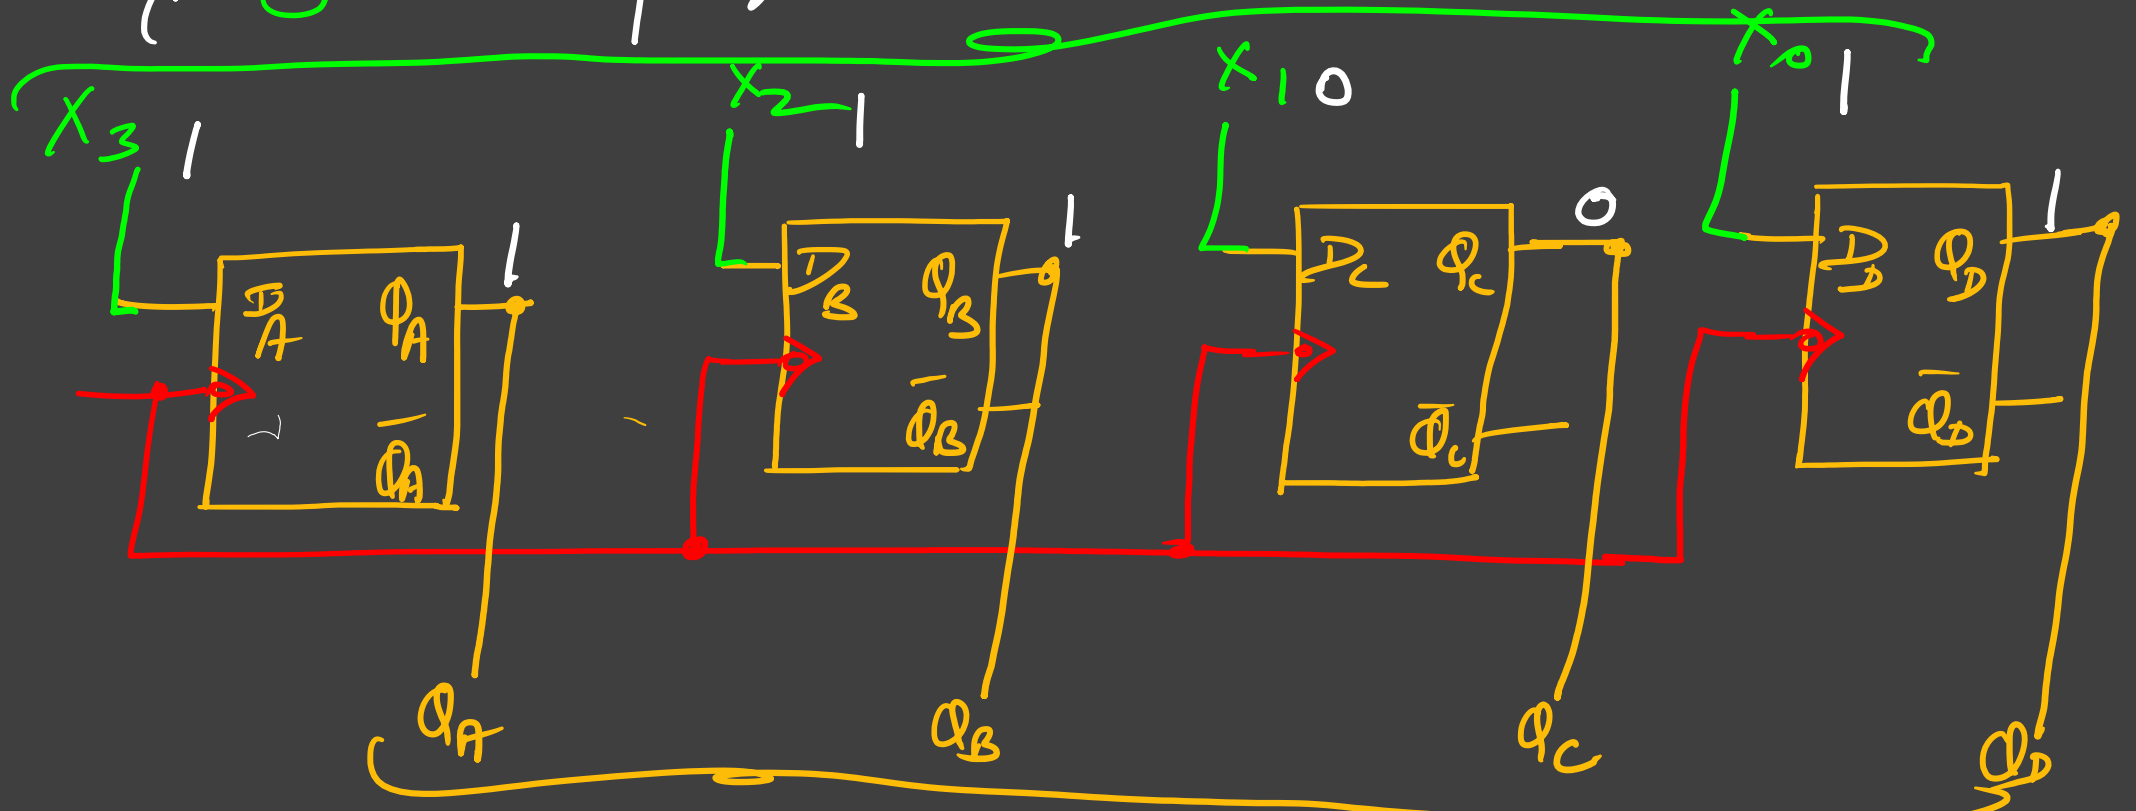 X3 1 X2 1 X1 0 X0 1
1 1 0 1
DA QA DB QB DC QC DD QD
Q̅A Q̅B Q̅C Q̅D
QA QB QC QD